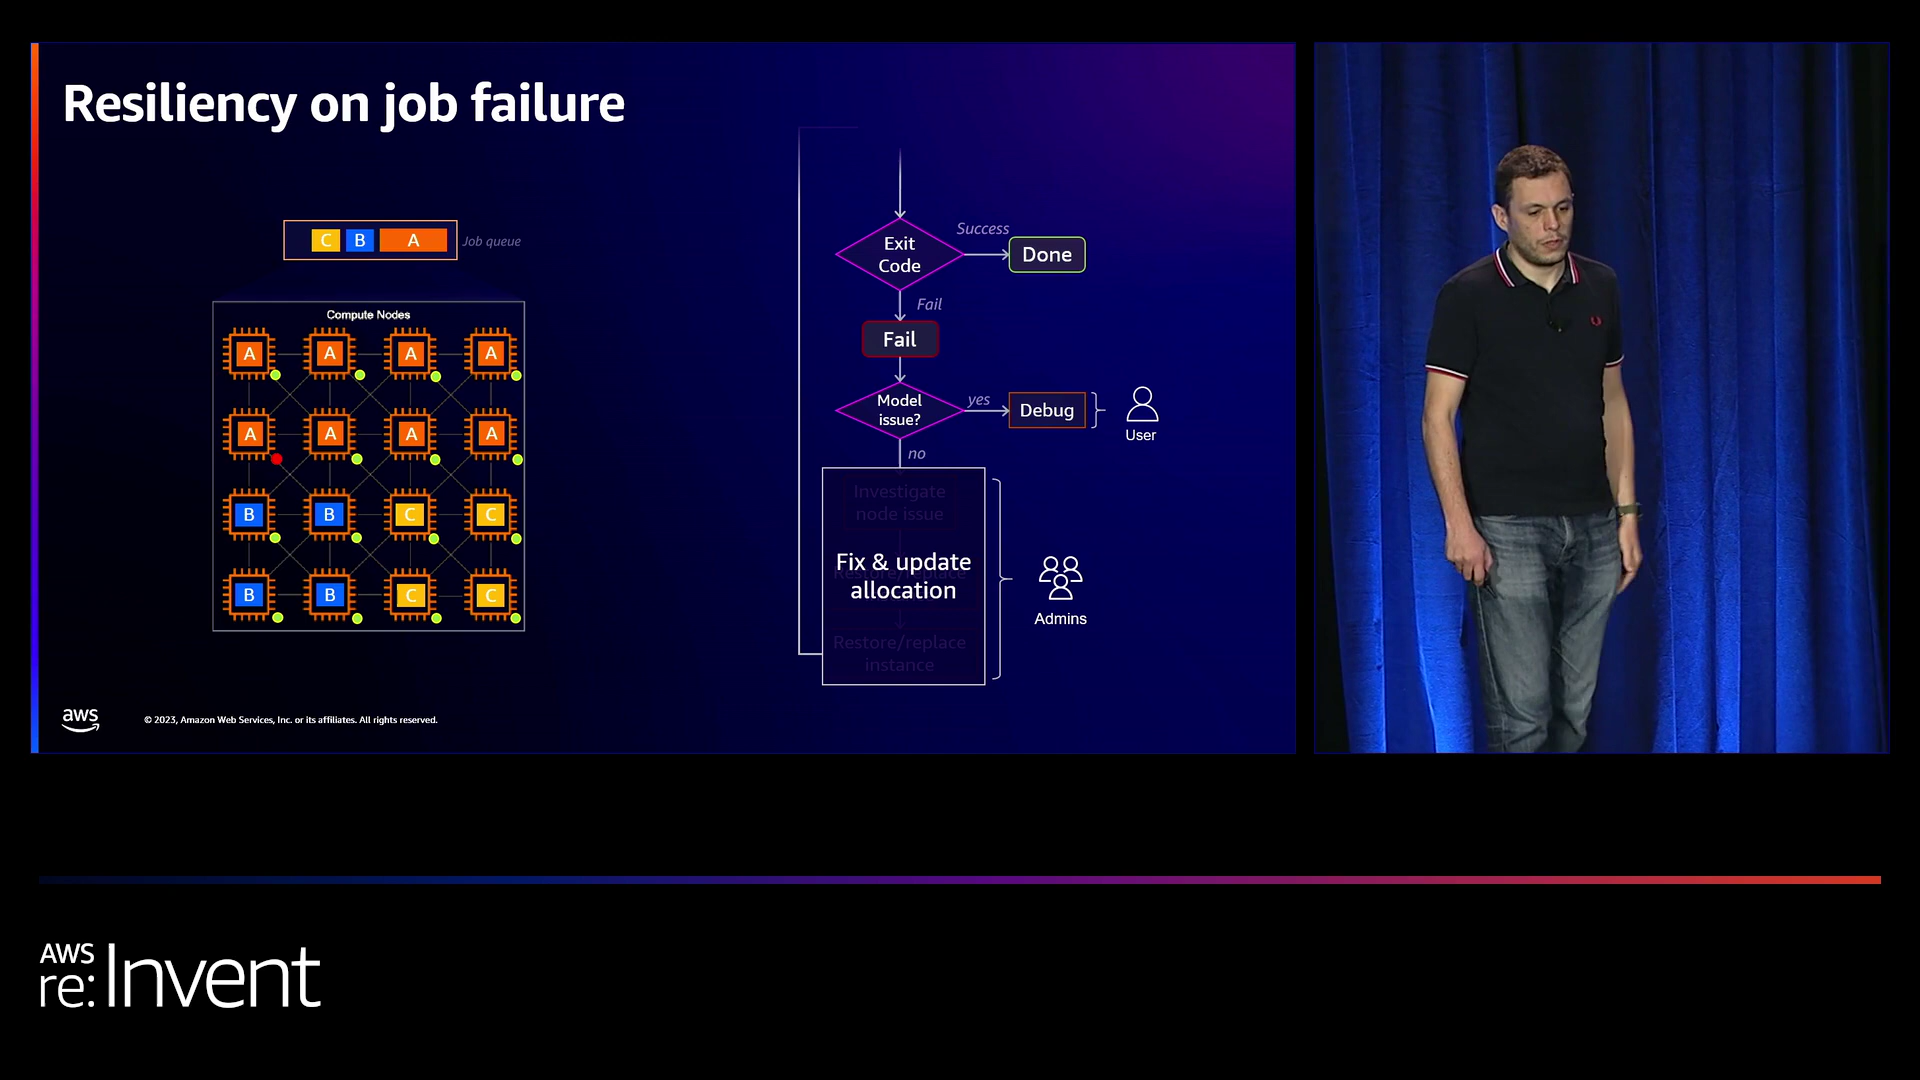 Resiliency on job failure
C B A
Job queue
Compute Nodes
A A A A
A A A A
B B C C
B B C C
Exit
Code
Success
Done
Fail
Fail
Model
issue?
yes
Debug
User
no
Investigate
node issue
Fix & update
allocation
Restore/replace
instance
Admins
aws
© 2023, Amazon Web Services, Inc. or its affiliates. All rights reserved.
AWS
re:Invent